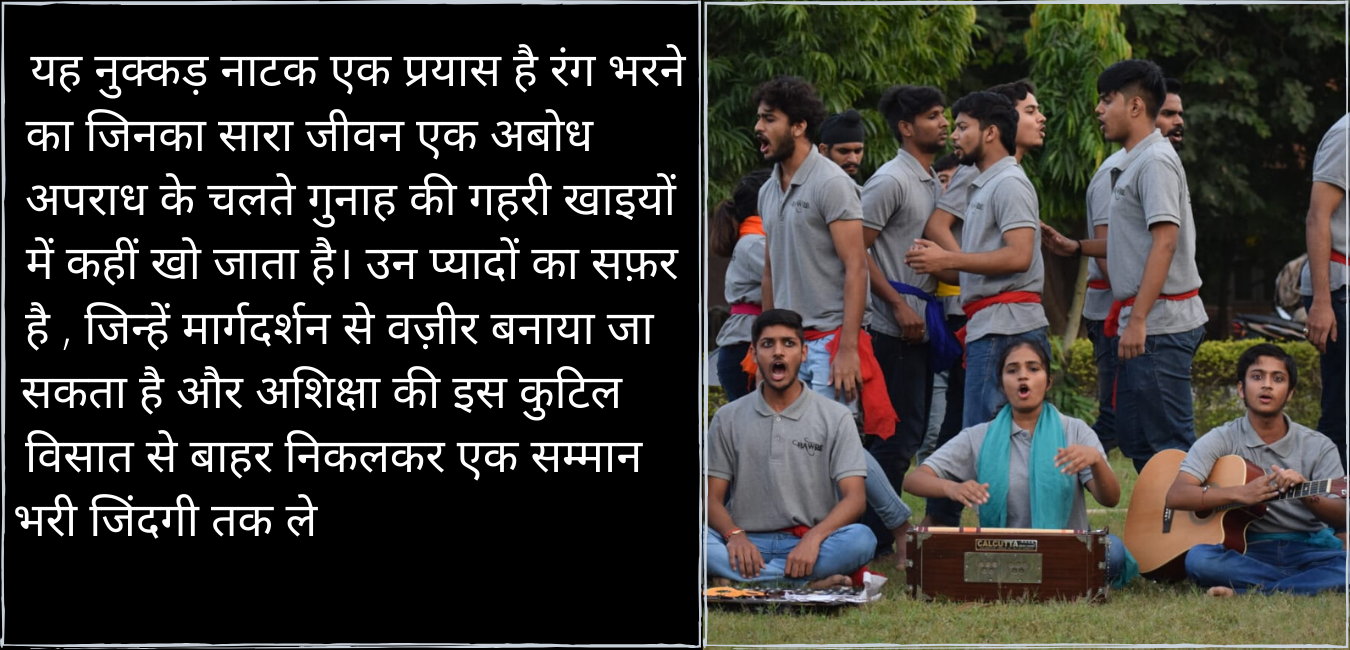 यह नुक्कड़ नाटक एक प्रयास है रंग भरने
का जिनका सारा जीवन एक अबोध
अपराध के चलते गुनाह की गहरी खाइयों
में कहीं खो जाता है। उन प्यादों का सफ़र
है , जिन्हें मार्गदर्शन से वज़ीर बनाया जा
सकता है और अशिक्षा की इस कुटिल
विसात से बाहर निकलकर एक सम्मान
भरी जिंदगी तक ले
CALCUTTA